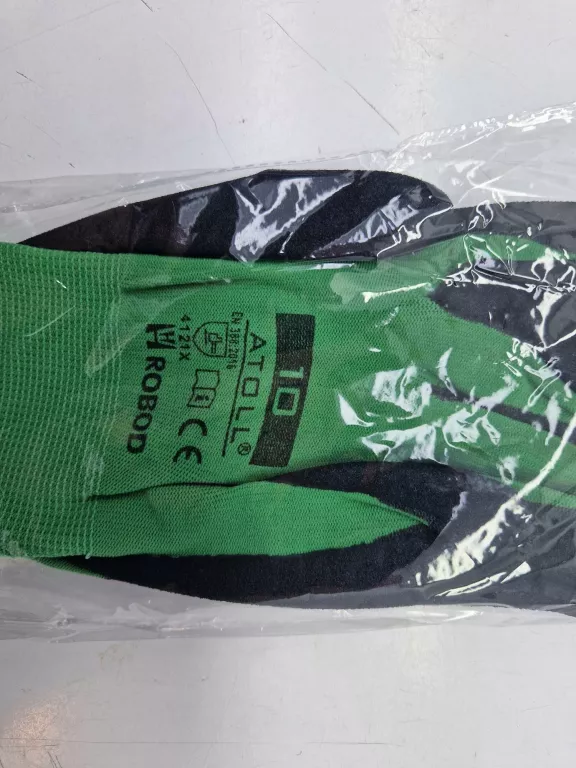 10
ATOLL®
EN 388:2016
CE
4121X
ROBOD